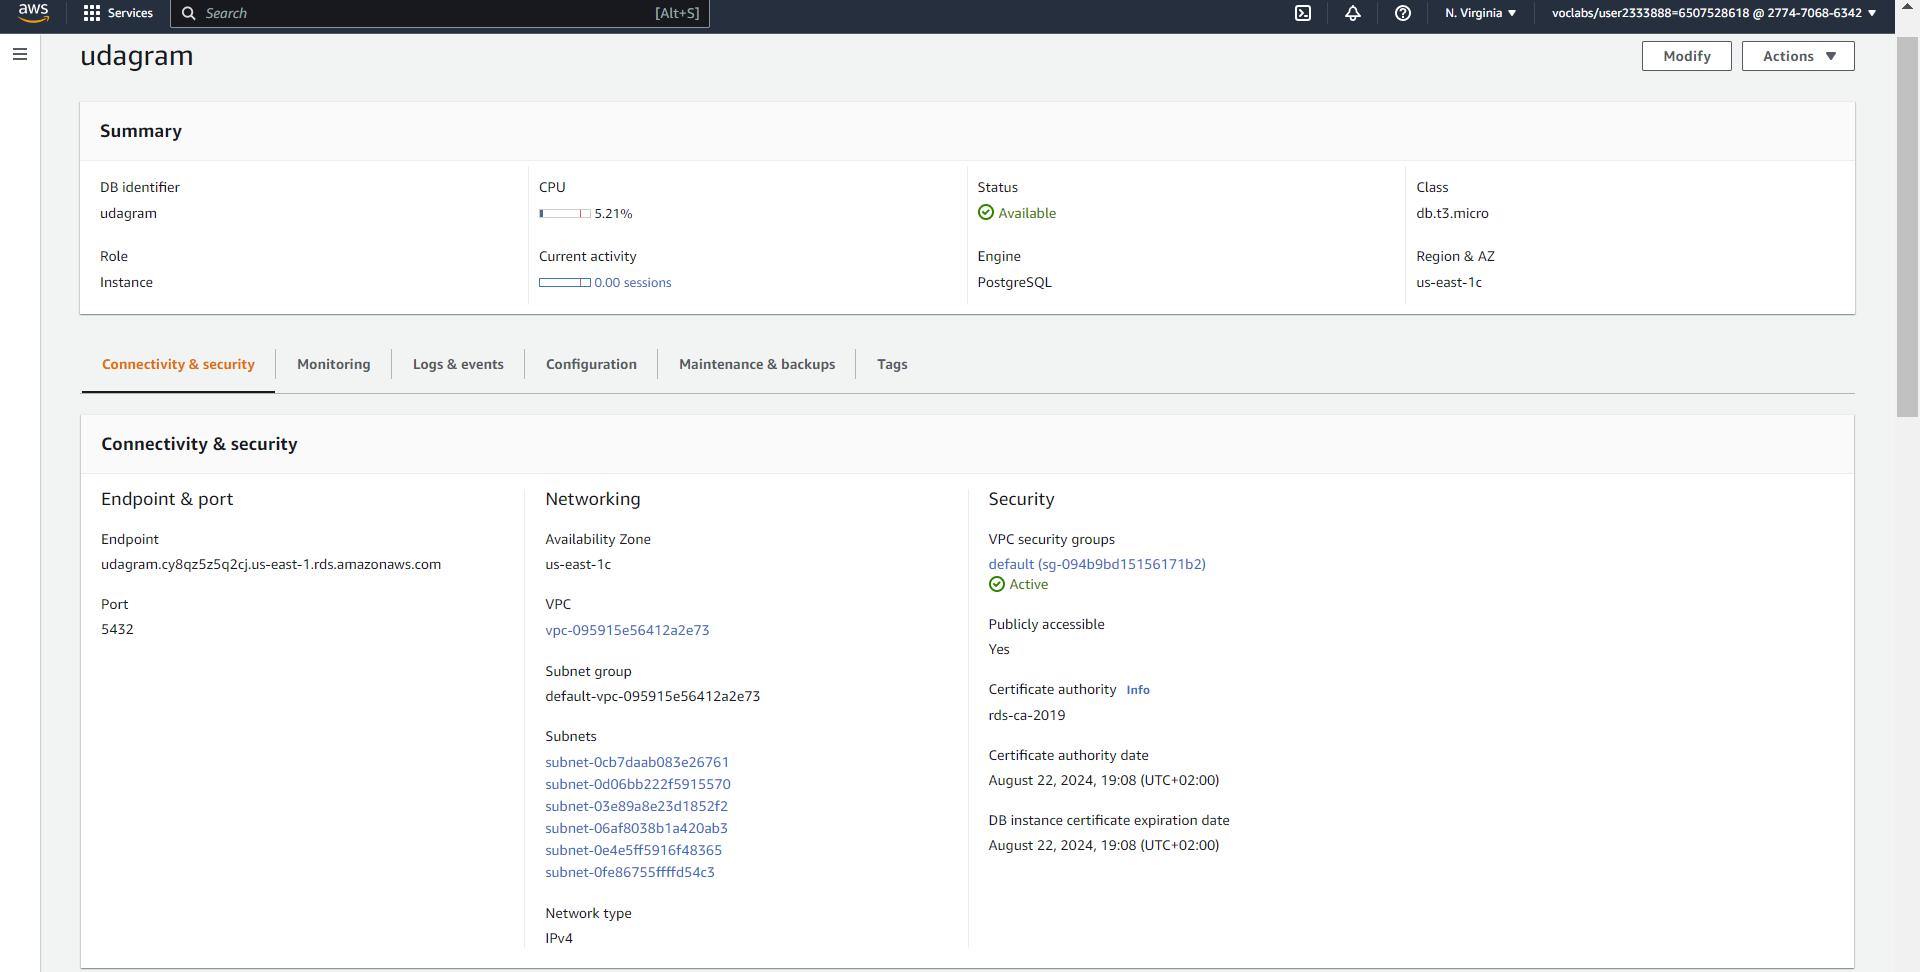 aws
Services
Search
[Alt+S]
N. Virginia
voclabs/user2333888=6507528618 @ 2774-7068-6342
udagram
Modify
Actions
Summary
DB identifier
udagram
CPU
5.21%
Status
Available
Class
db.t3.micro
Role
Instance
Current activity
0.00 sessions
Engine
PostgreSQL
Region & AZ
us-east-1c
Connectivity & security
Monitoring
Logs & events
Configuration
Maintenance & backups
Tags
Connectivity & security
Endpoint & port
Endpoint
udagram.cy8qz5z5q2cj.us-east-1.rds.amazonaws.com
Port
5432
Networking
Availability Zone
us-east-1c
VPC
vpc-095915e56412a2e73
Subnet group
default-vpc-095915e56412a2e73
Subnets
subnet-0cb7daab083e26761
subnet-0d06bb222f5915570
subnet-03e89a8e23d1852f2
subnet-06af8038b1a420ab3
subnet-0e4e5ff5916f48365
subnet-0fe86755ffffd54c3
Network type
IPv4
Security
VPC security groups
default (sg-094b9bd15156171b2)
Active
Publicly accessible
Yes
Certificate authority Info
rds-ca-2019
Certificate authority date
August 22, 2024, 19:08 (UTC+02:00)
DB instance certificate expiration date
August 22, 2024, 19:08 (UTC+02:00)